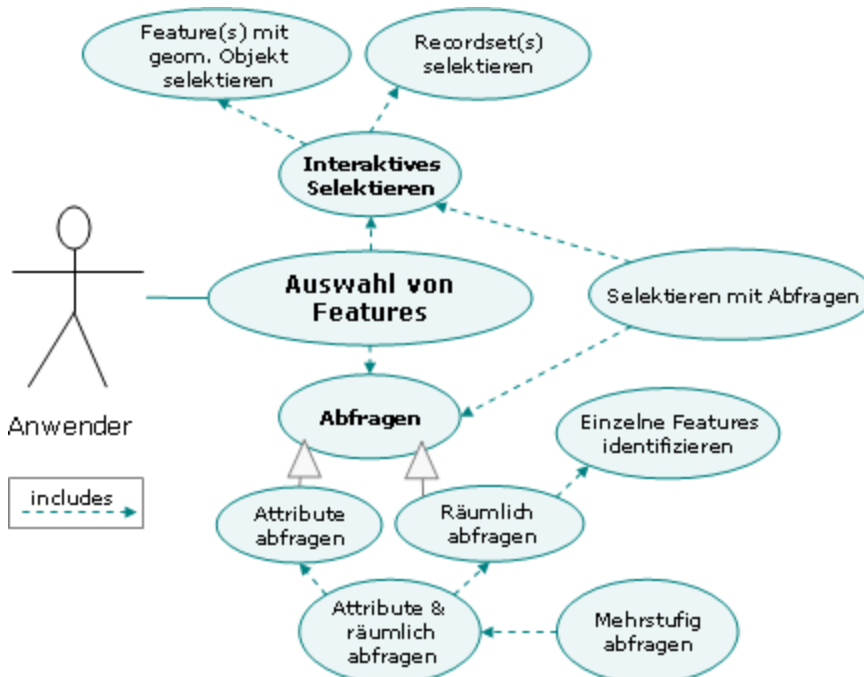 Feature(s) mit
geom. Objekt
selektieren
Recordset(s)
selektieren
Interaktives
Selektieren
Auswahl von
Features
Selektieren mit Abfragen
Anwender
Abfragen
Einzelne Features
identifizieren
includes
Attribute
abfragen
Räumlich
abfragen
Attribute &
räumlich
abfragen
Mehrstufig
abfragen